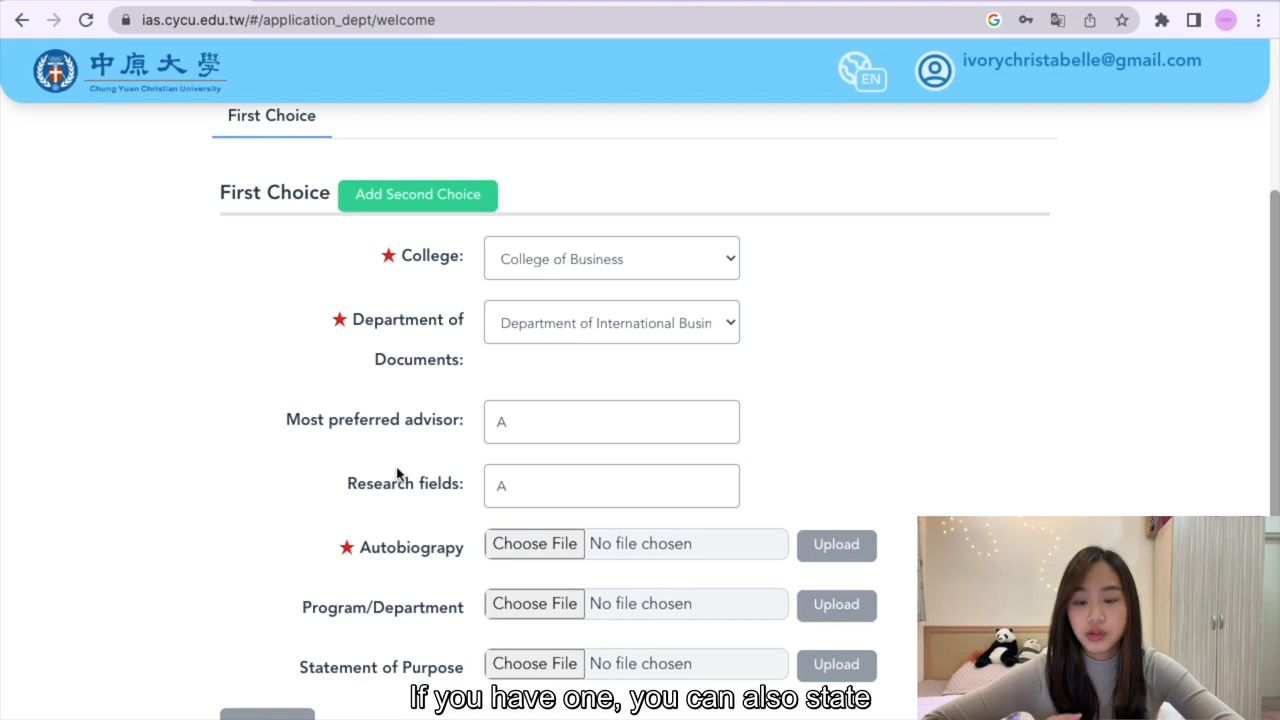 ias.cycu.edu.tw/#/application_dept/welcome
中原大學
Chung Yuan Christian University
EN
ivorychristabelle@gmail.com
First Choice
First Choice
Add Second Choice
★ College:
College of Business
★ Department of
Department of International Busin
Documents:
Most preferred advisor:
A
Research fields:
A
★ Autobiograpy
Choose File
No file chosen
Upload
Program/Department
Choose File
No file chosen
Upload
Statement of Purpose
Choose File
No file chosen
Upload
If you have one, you can also state